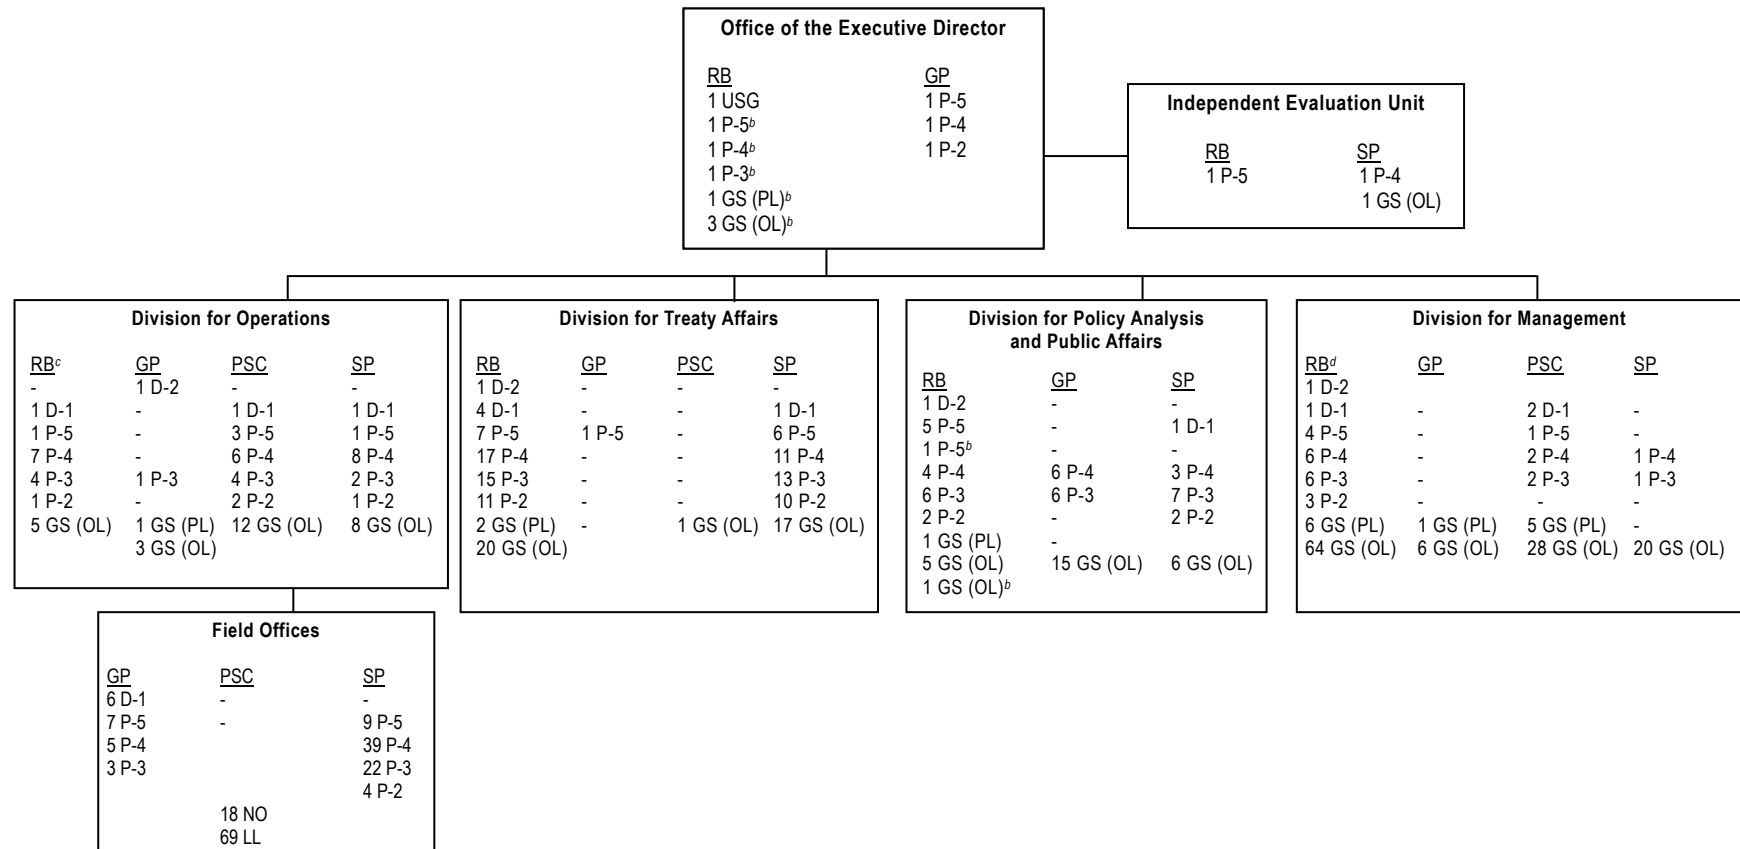 Office of the Executive Director
RB GP
1 USG 1 P-5
1 P-5b 1 P-4
1 P-4b 1 P-2
1 P-3b
1 GS (PL)b
3 GS (OL)b
Independent Evaluation Unit
RB SP
1 P-5 1 P-4
1 GS (OL)
Division for Operations
RBc GP PSC SP
- 1 D-2 - -
1 D-1 - 1 D-1 1 D-1
1 P-5 - 3 P-5 1 P-5
7 P-4 - 6 P-4 8 P-4
4 P-3 1 P-3 4 P-3 2 P-3
1 P-2 - 2 P-2 1 P-2
5 GS (OL) 1 GS (PL) 12 GS (OL) 8 GS (OL)
3 GS (OL)
Division for Treaty Affairs
RB GP PSC SP
1 D-2 - - -
4 D-1 - - 1 D-1
7 P-5 1 P-5 - 6 P-5
17 P-4 - - 11 P-4
15 P-3 - - 13 P-3
11 P-2 - - 10 P-2
2 GS (PL) - 1 GS (OL) 17 GS (OL)
20 GS (OL)
Division for Policy Analysis
and Public Affairs
RB GP SP
1 D-2 - -
5 P-5 - 1 D-1
1 P-5b - -
4 P-4 6 P-4 3 P-4
6 P-3 6 P-3 7 P-3
2 P-2 - 2 P-2
1 GS (PL) -
5 GS (OL) 15 GS (OL) 6 GS (OL)
1 GS (OL)b
Division for Management
RBd GP PSC SP
1 D-2
1 D-1 - 2 D-1 -
4 P-5 - 1 P-5 -
6 P-4 - 2 P-4 1 P-4
6 P-3 - 2 P-3 1 P-3
3 P-2 - - -
6 GS (PL) 1 GS (PL) 5 GS (PL) -
64 GS (OL) 6 GS (OL) 28 GS (OL) 20 GS (OL)
Field Offices
GP PSC SP
6 D-1 - -
7 P-5 - 9 P-5
5 P-4 39 P-4
3 P-3 22 P-3
4 P-2
18 NO
69 LL